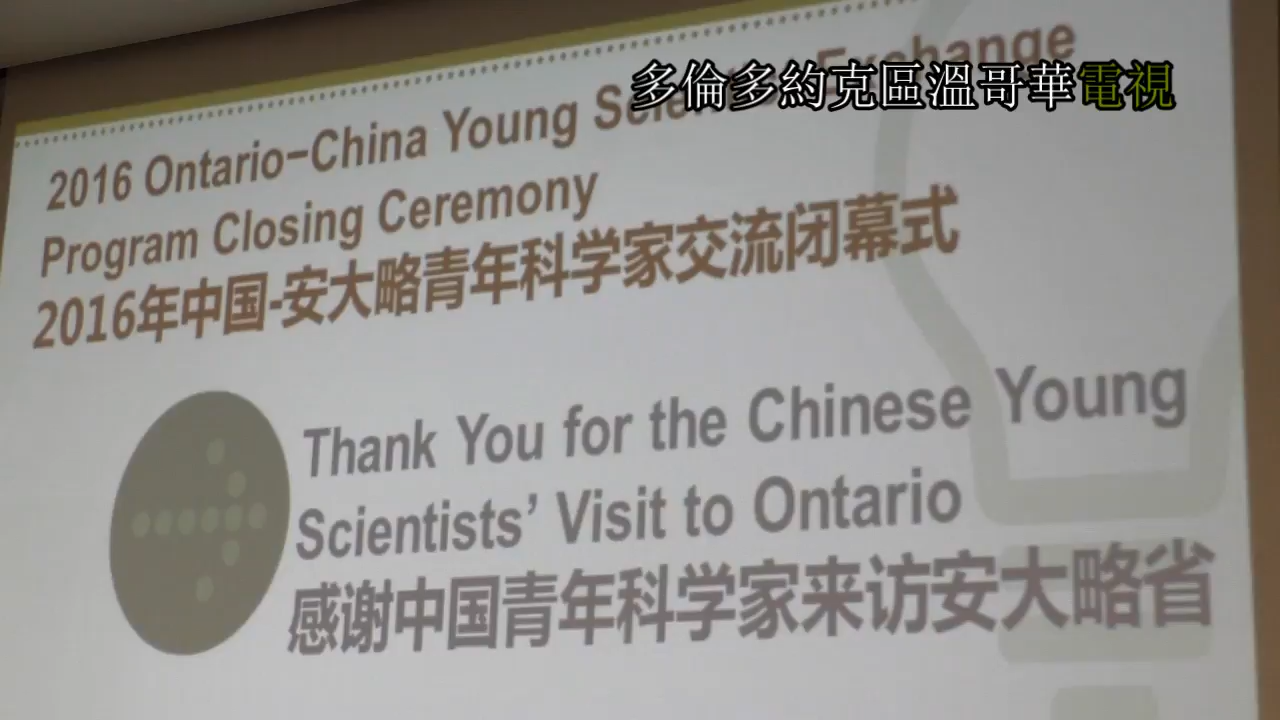 多倫多約克區溫哥華電視
2016 Ontario-China Young Scientist Exchange
Program Closing Ceremony
2016年中国-安大略青年科学家交流闭幕式
Thank You for the Chinese Young
Scientists’ Visit to Ontario
感谢中国青年科学家来访安大略省